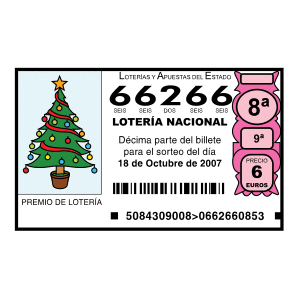 LOTERÍAS Y APUESTAS DEL ESTADO
66266
SEIS SEIS DOS SEIS SEIS
LOTERÍA NACIONAL
Décima parte del billete
para el sorteo del día
18 de Octubre de 2007
8ª
9ª
PRECIO
6
EUROS
PREMIO DE LOTERÍA
5084309008>0662660853